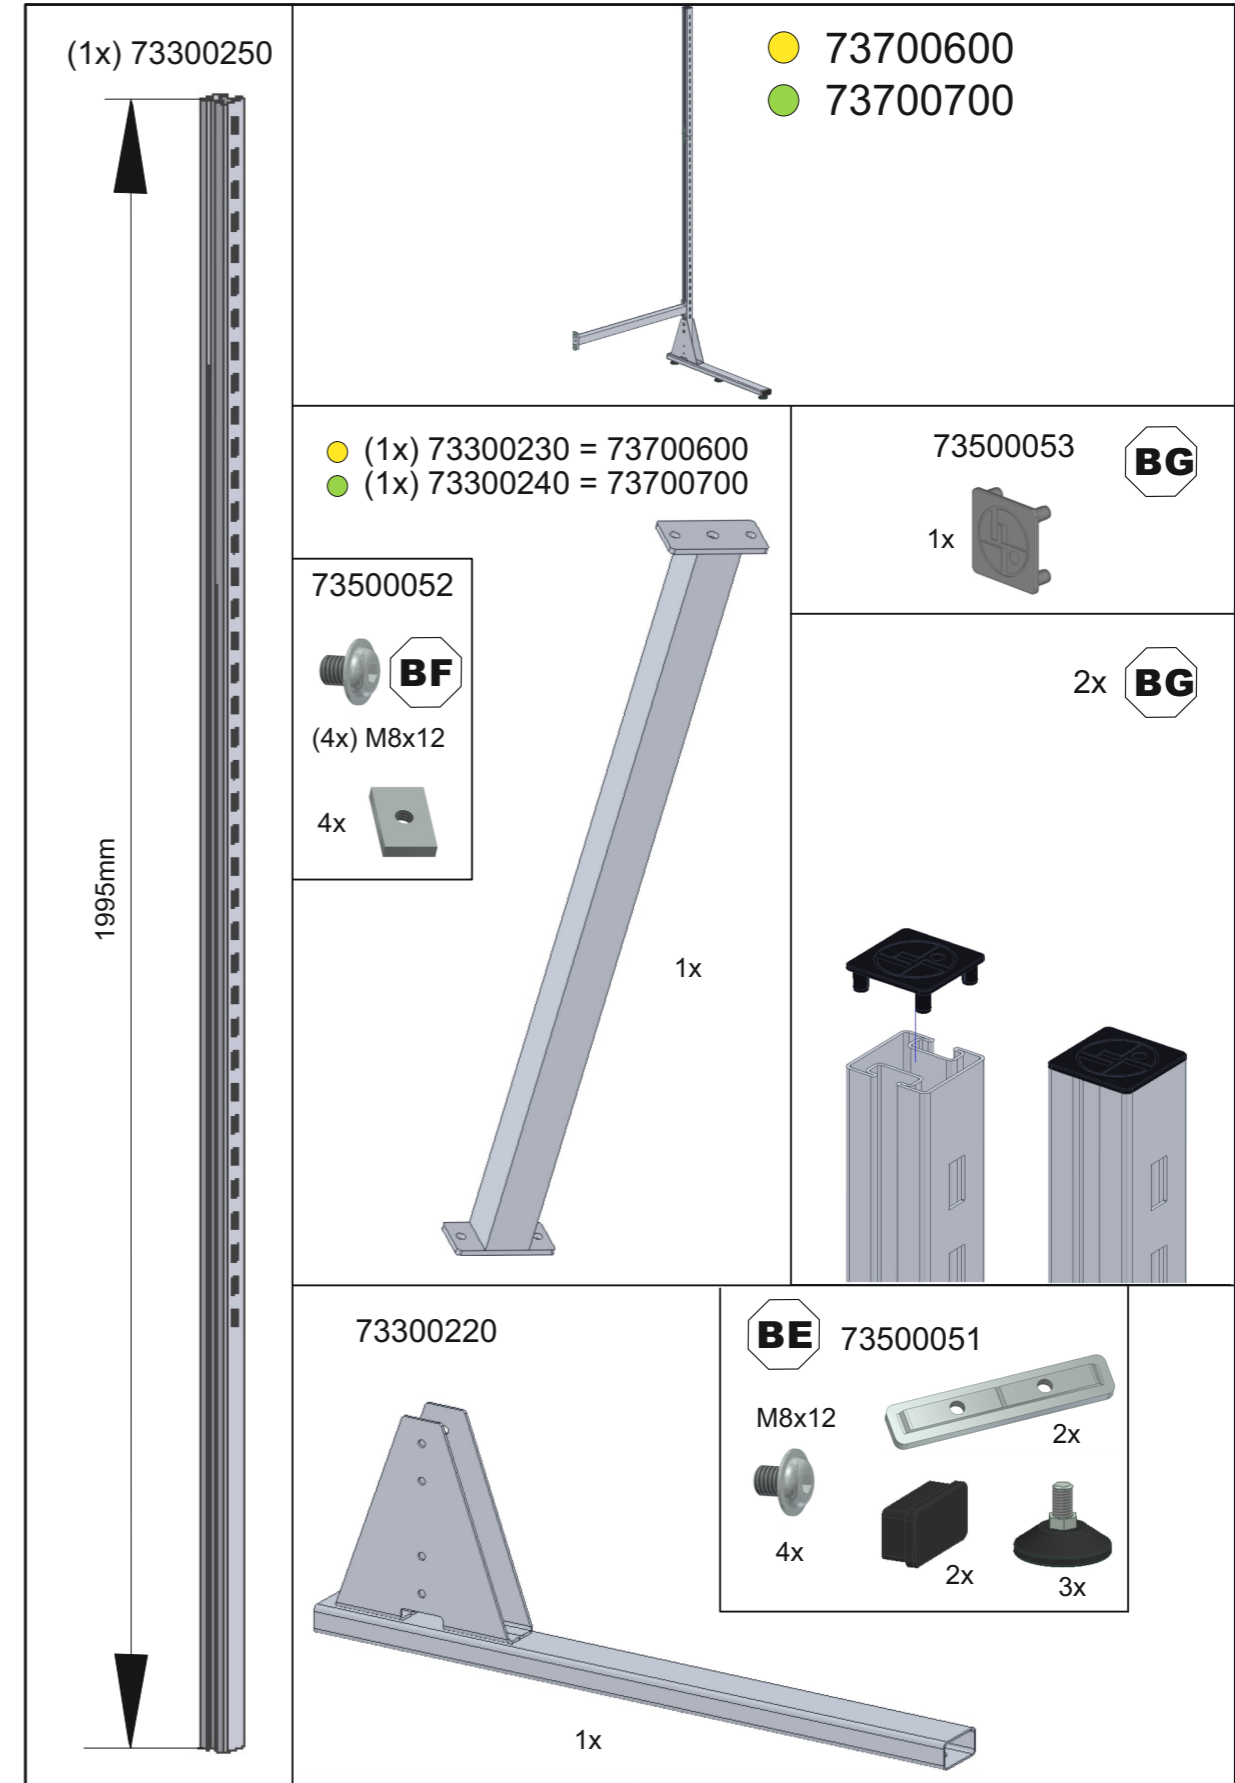 (1x) 73300250
1995mm
73700600
73700700
(1x) 73300230 = 73700600
(1x) 73300240 = 73700700
73500052
BF
(4x) M8x12
4x
1x
73500053
BG
1x
2x BG
73300220
1x
BE 73500051
M8x12
4x
2x
2x
3x